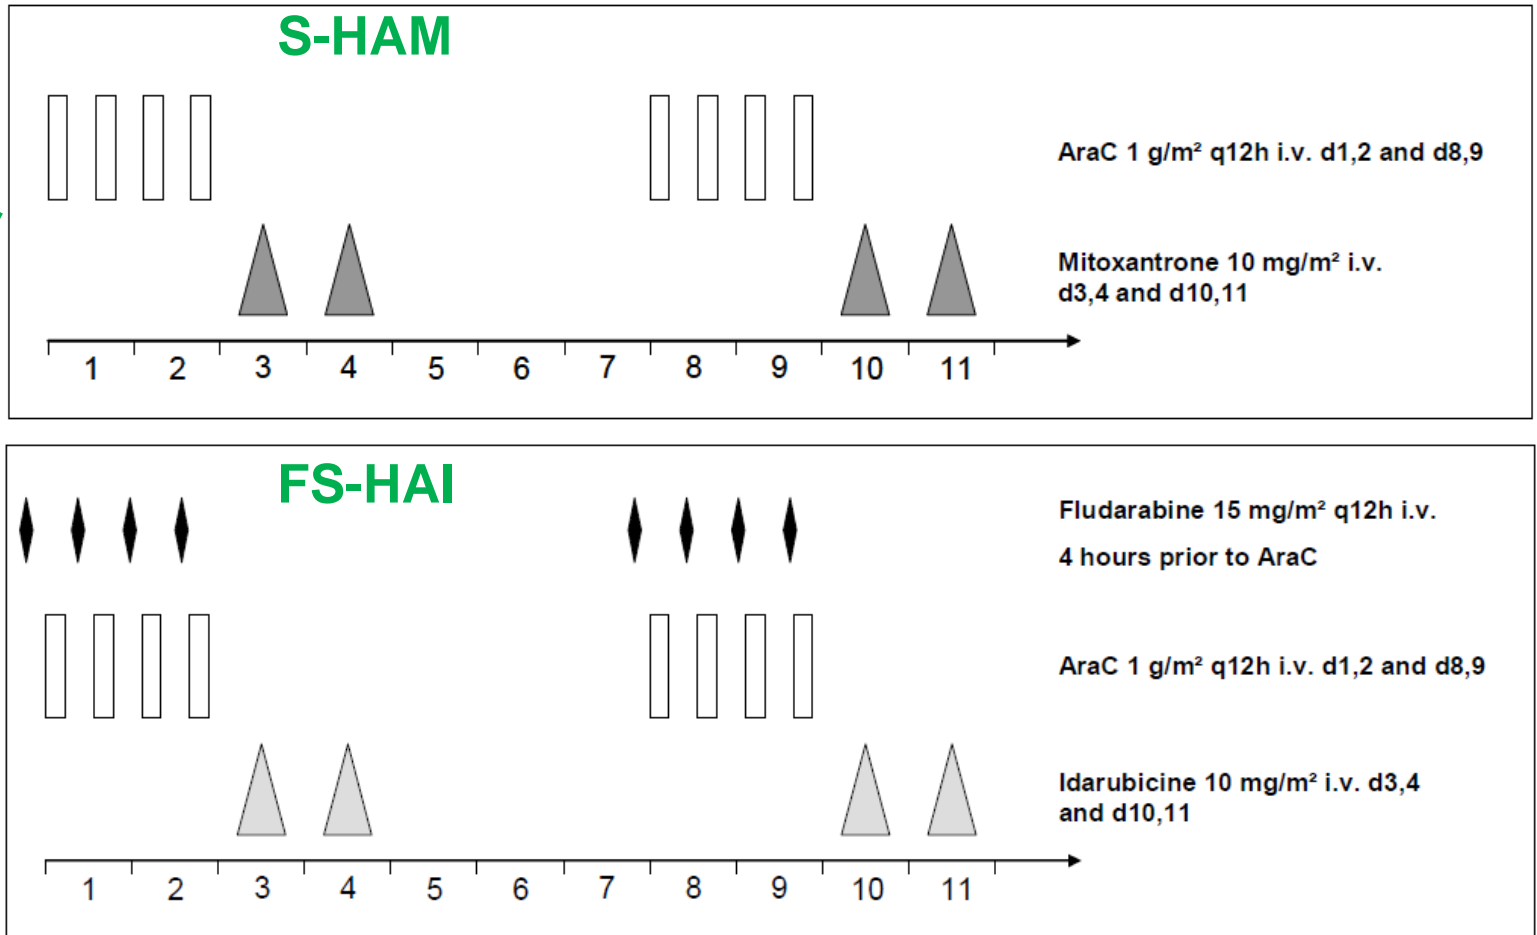 S-HAM
AraC 1 g/m² q12h i.v. d1,2 and d8,9
Mitoxantrone 10 mg/m² i.v.
d3,4 and d10,11
1 2 3 4 5 6 7 8 9 10 11
FS-HAI
Fludarabine 15 mg/m² q12h i.v.
4 hours prior to AraC
AraC 1 g/m² q12h i.v. d1,2 and d8,9
Idarubicine 10 mg/m² i.v. d3,4
and d10,11
1 2 3 4 5 6 7 8 9 10 11